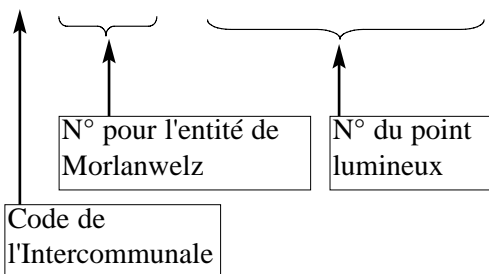 N° pour l'entité de
Morlanwelz
N° du point
lumineux
Code de
l'Intercommunale